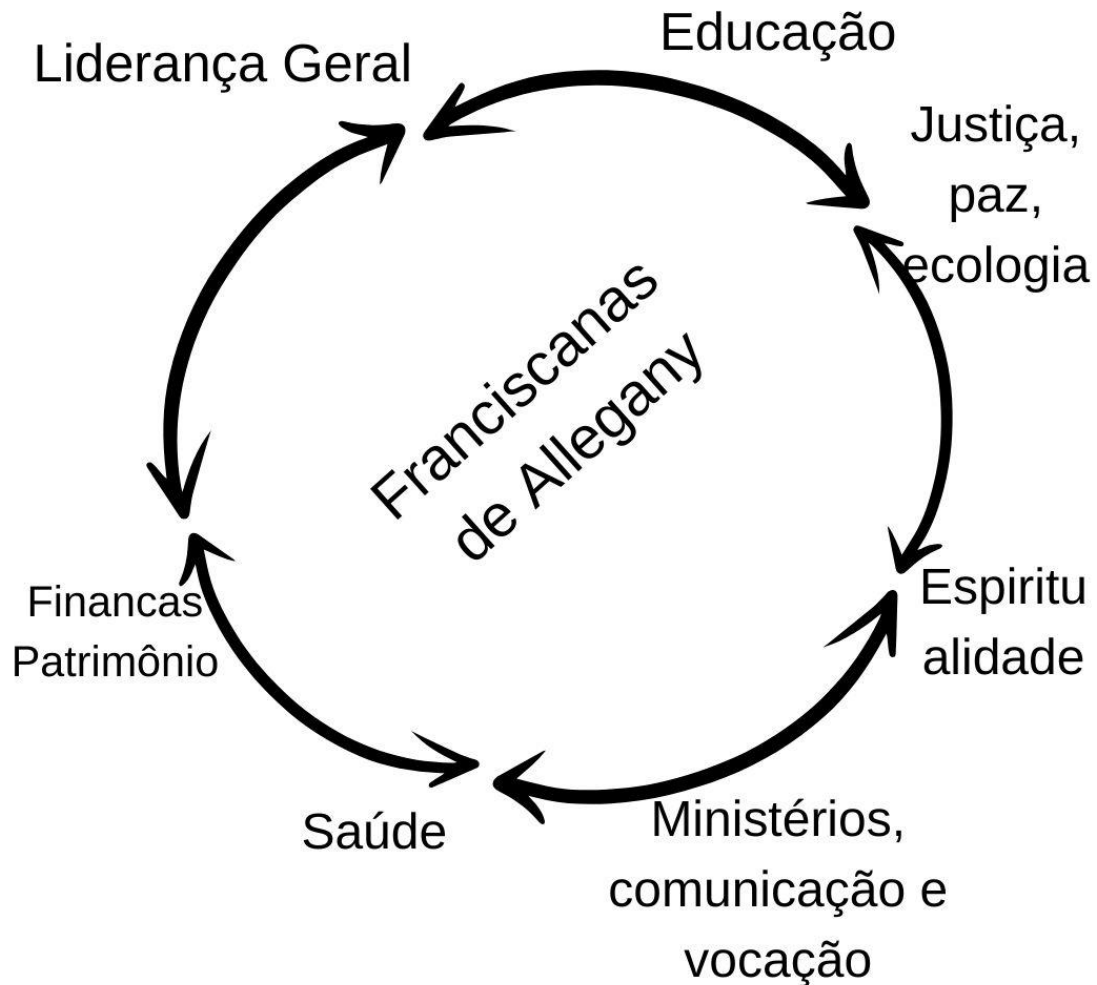 Liderança Geral
Educação
Justiça,
paz,
ecologia
Franciscanas
de Allegany
Espiritu
alidade
Financas
Patrimônio
Saúde
Ministérios,
comunicação e
vocação